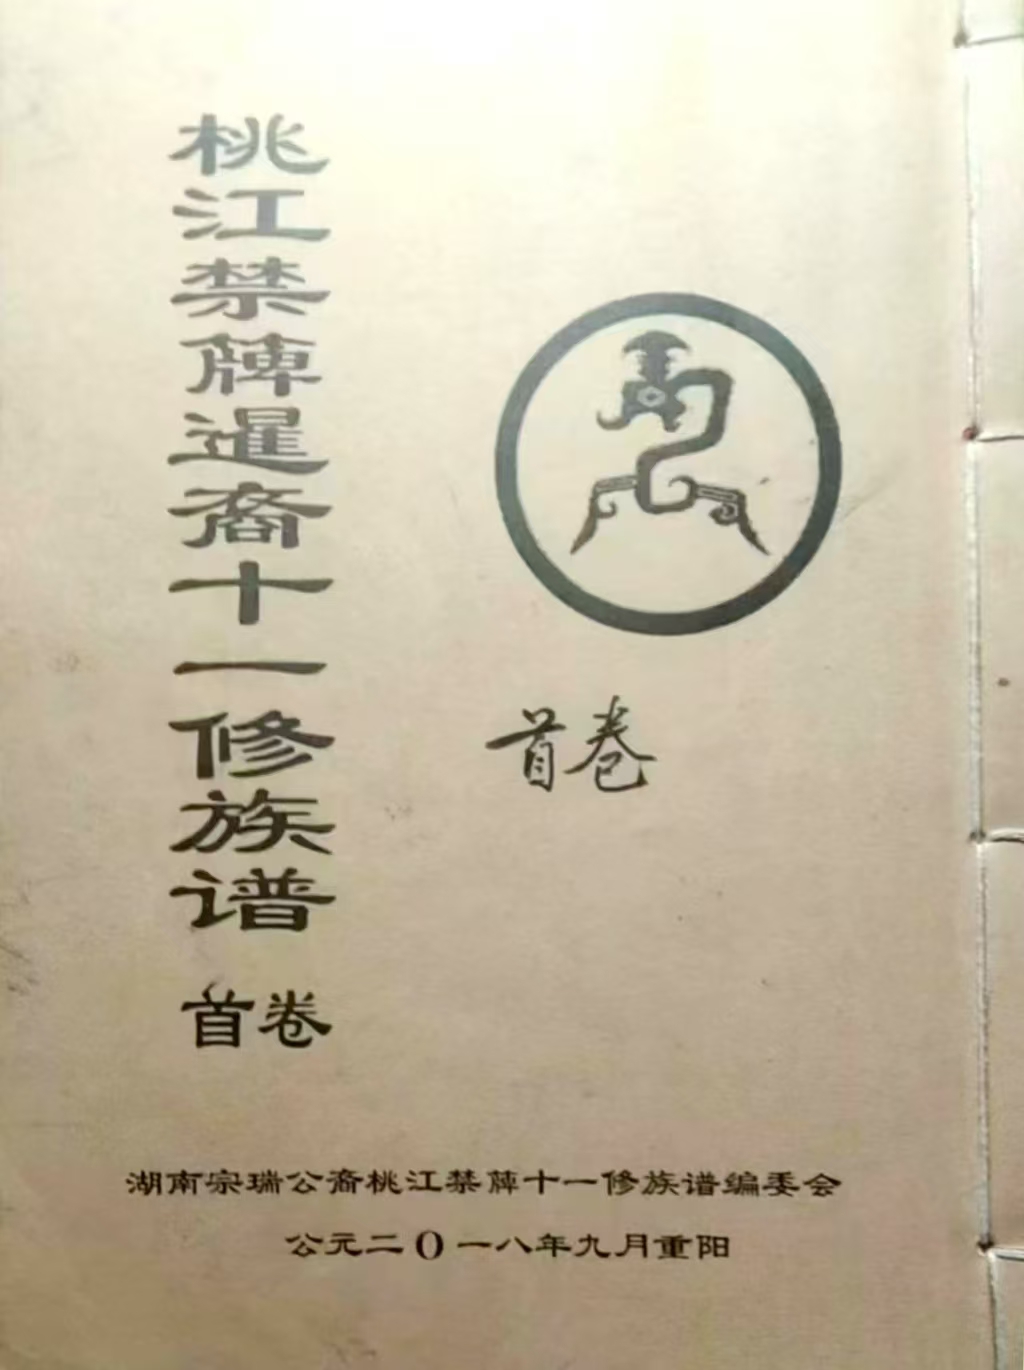 桃江禁牌暹裔十一修族谱 首卷
首卷
湖南宗瑞公裔桃江禁牌十一修族谱编委会
公元二0一八年九月重阳